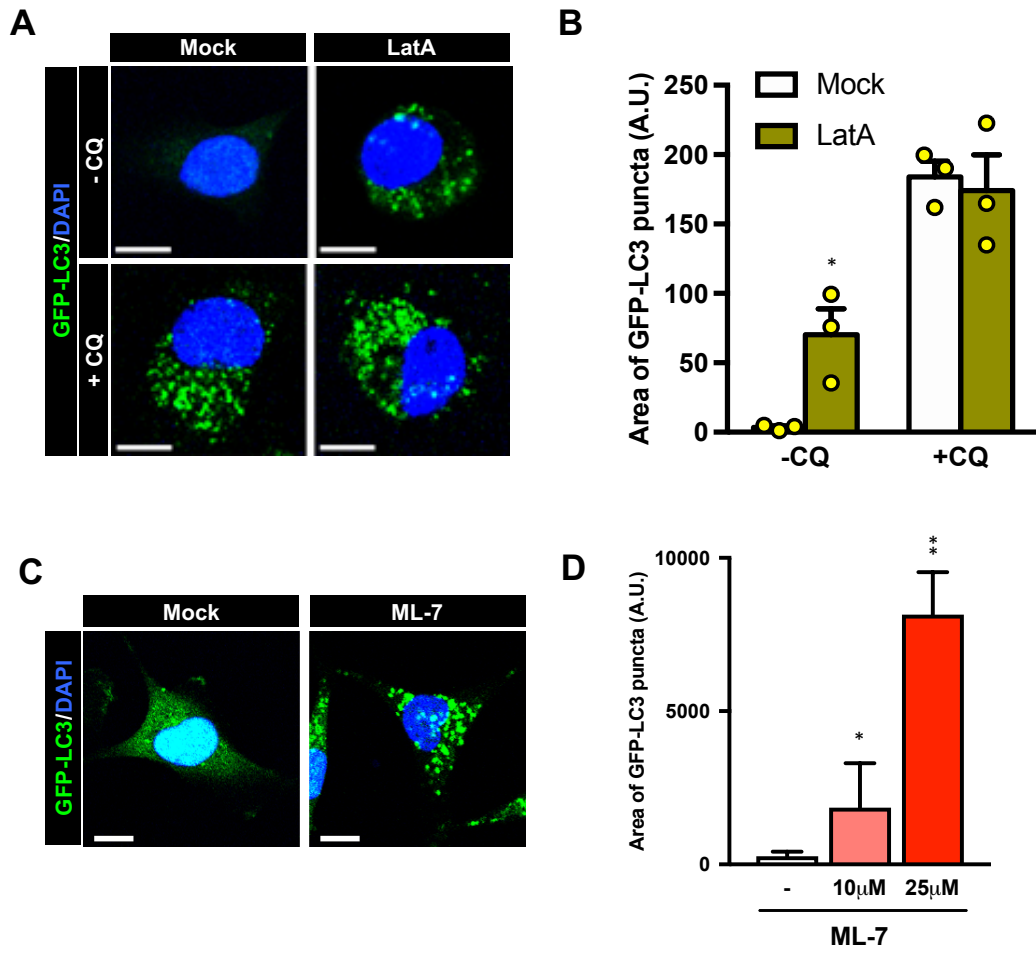 A
Mock
LatA
GFP-LC3/DAPI
- CQ
+ CQ
B
Area of GFP-LC3 puncta (A.U.)
250
200
150
100
50
0
Mock
LatA
*
-CQ
+CQ
C
Mock
ML-7
GFP-LC3/DAPI
D
Area of GFP-LC3 puncta (A.U.)
10000
5000
0
*
**
-
10μM
25μM
ML-7